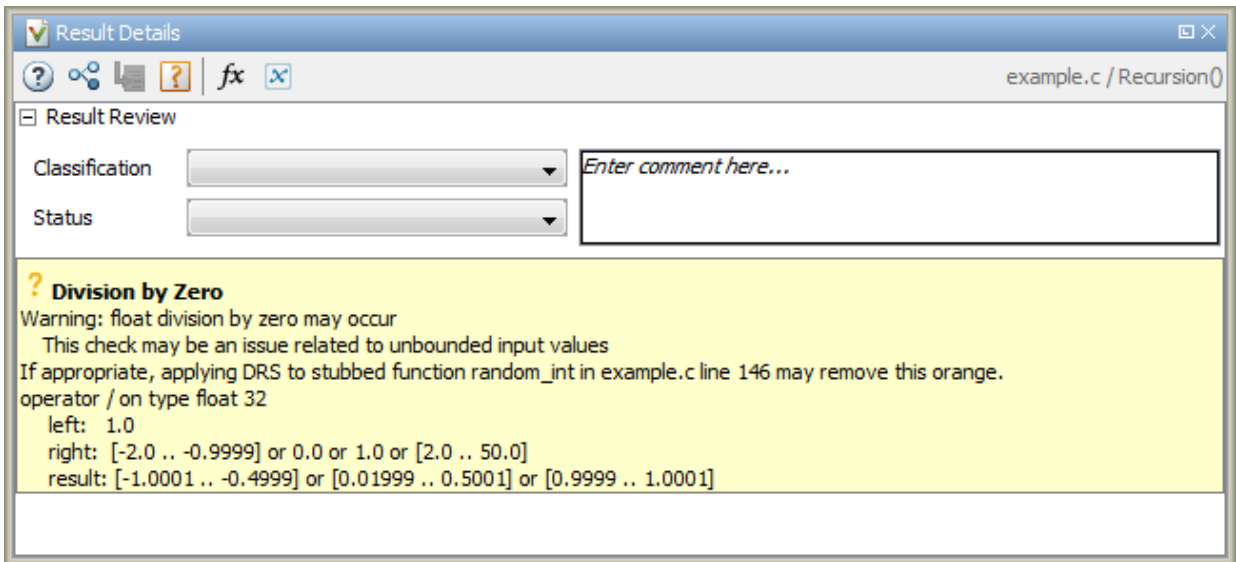 Result Details
? ? fx x example.c / Recursion()
Result Review
Classification
Enter comment here...
Status
? Division by Zero
Warning: float division by zero may occur
This check may be an issue related to unbounded input values
If appropriate, applying DRS to stubbed function random_int in example.c line 146 may remove this orange.
operator / on type float 32
left: 1.0
right: [-2.0 .. -0.9999] or 0.0 or 1.0 or [2.0 .. 50.0]
result: [-1.0001 .. -0.4999] or [0.01999 .. 0.5001] or [0.9999 .. 1.0001]